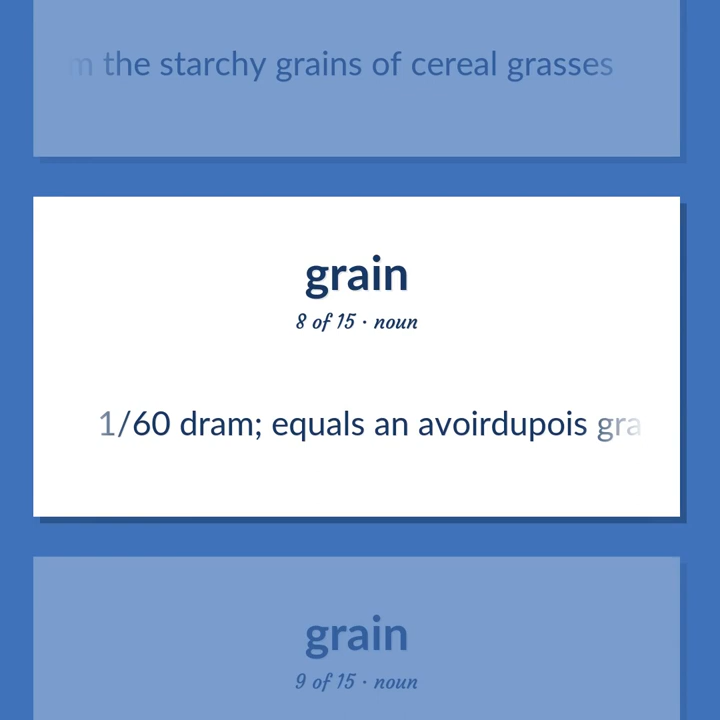 the starchy grains of cereal grasses
grain
8 of 15 · noun
1/60 dram; equals an avoirdupois
grain
9 of 15 · noun